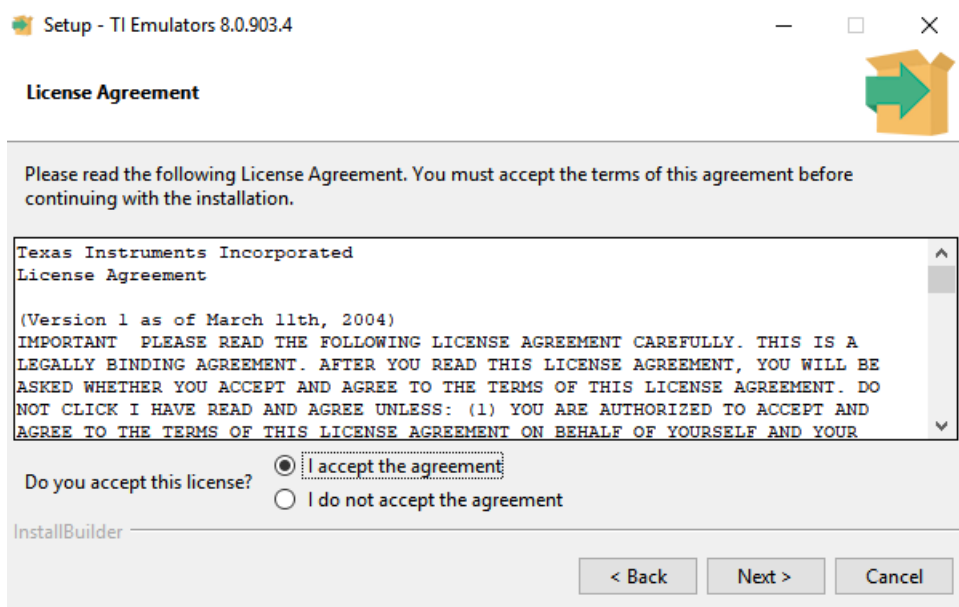 Setup - TI Emulators 8.0.903.4
License Agreement
Please read the following License Agreement. You must accept the terms of this agreement before
continuing with the installation.
Texas Instruments Incorporated
License Agreement
(Version 1 as of March 11th, 2004)
IMPORTANT  PLEASE READ THE FOLLOWING LICENSE AGREEMENT CAREFULLY. THIS IS A
LEGALLY BINDING AGREEMENT. AFTER YOU READ THIS LICENSE AGREEMENT, YOU WILL BE
ASKED WHETHER YOU ACCEPT AND AGREE TO THE TERMS OF THIS LICENSE AGREEMENT. DO
NOT CLICK I HAVE READ AND AGREE UNLESS: (1) YOU ARE AUTHORIZED TO ACCEPT AND
AGREE TO THE TERMS OF THIS LICENSE AGREEMENT ON BEHALF OF YOURSELF AND YOUR
Do you accept this license?
I accept the agreement
I do not accept the agreement
InstallBuilder
< Back
Next >
Cancel